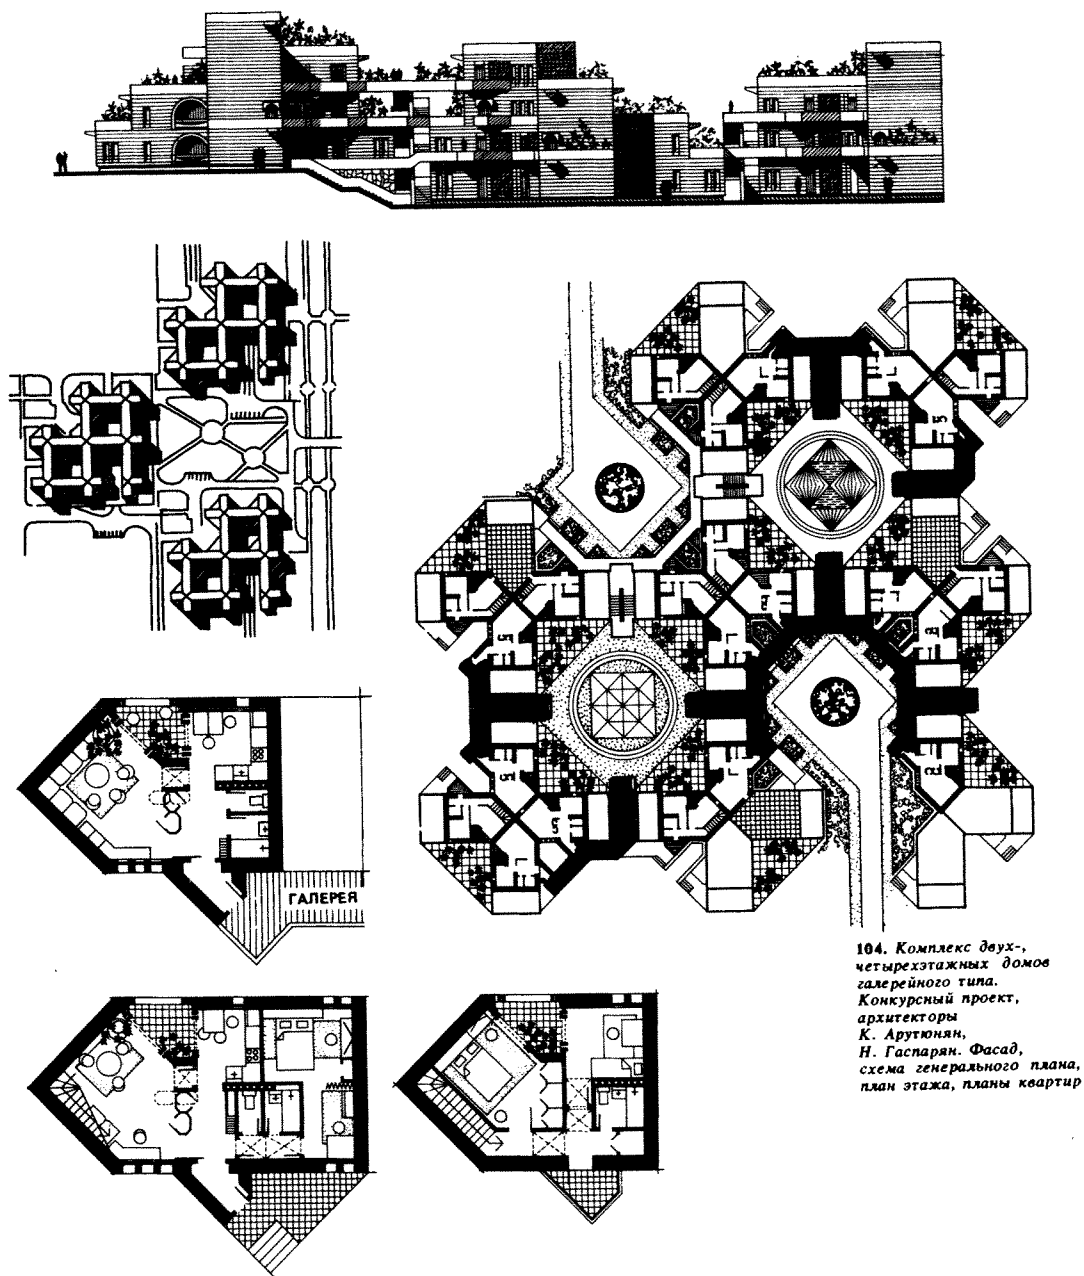 ГАЛЕРЕЯ
104. Комплекс двух-,
четырехэтажных домов
галерейного типа.
Конкурсный проект,
архитекторы
К. Арутюнян,
Н. Гаспарян. Фасад,
схема генерального плана,
план этажа, планы квартир